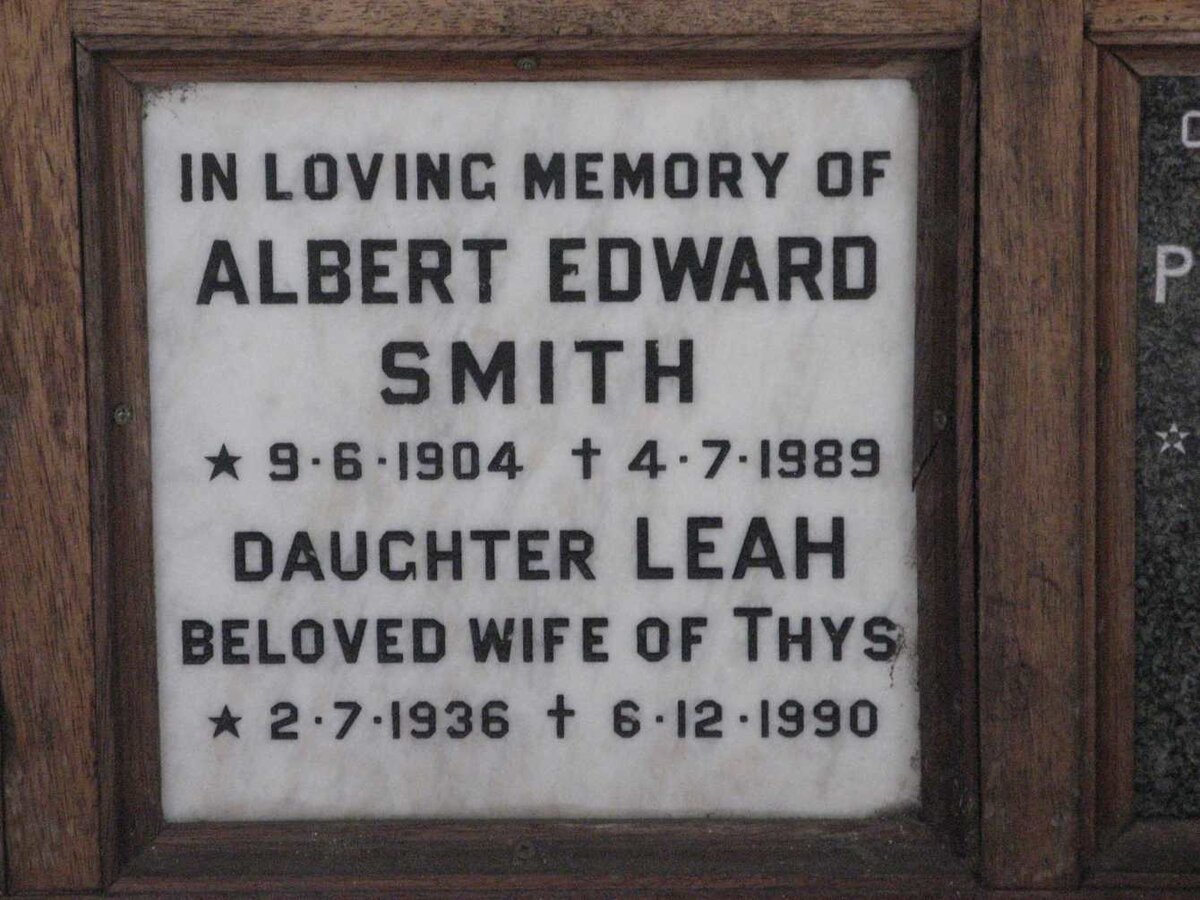 IN LOVING MEMORY OF
ALBERT EDWARD
SMITH
★ 9·6·1904 † 4·7·1989
DAUGHTER LEAH
BELOVED WIFE OF THYS
★ 2·7·1936 † 6·12·1990